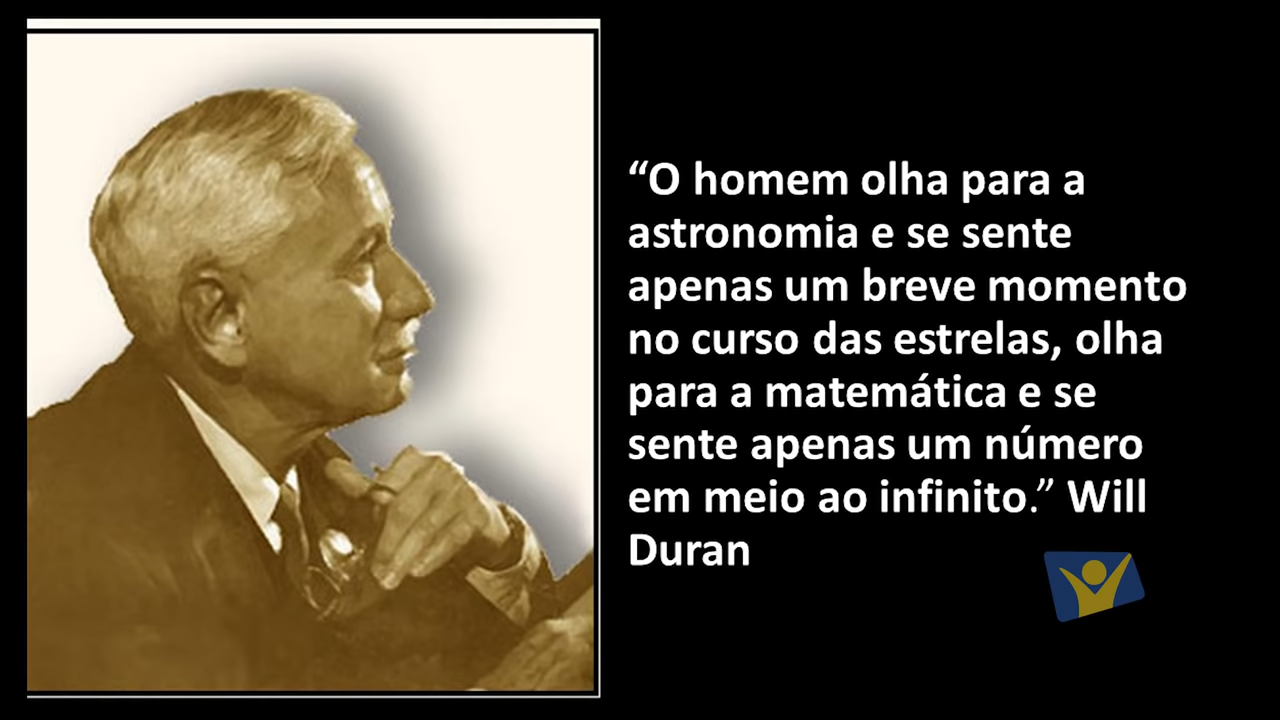 “O homem olha para a
astronomia e se sente
apenas um breve momento
no curso das estrelas, olha
para a matemática e se
sente apenas um número
em meio ao infinito.” Will
Duran